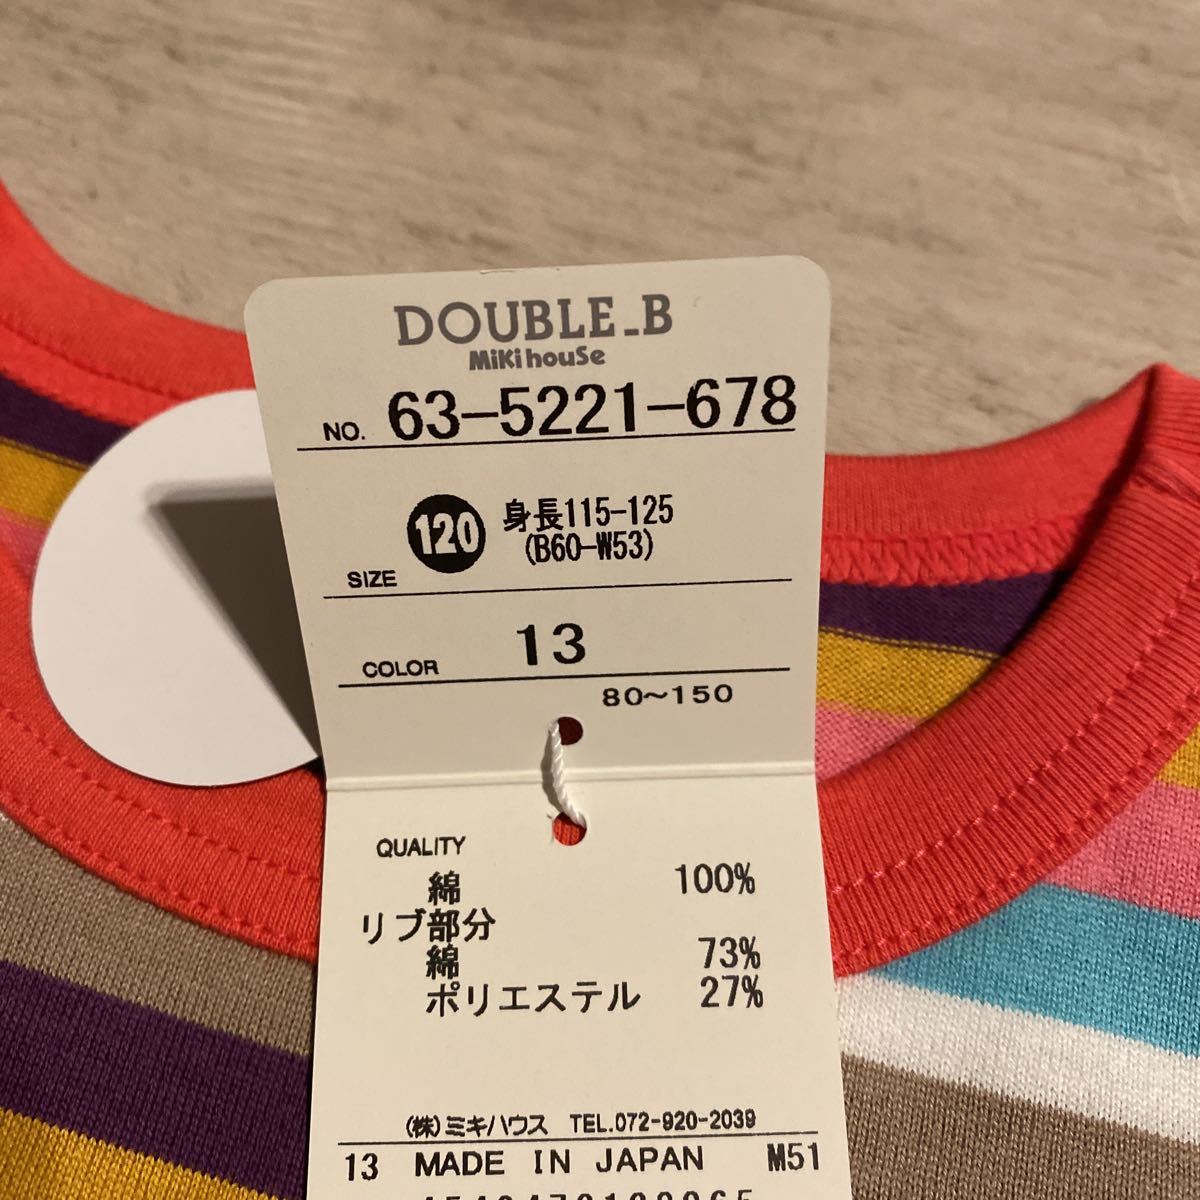 DOUBLE_B
MiKi houSe
NO. 63-5221-678
SIZE 120 身長115-125
(B60-W53)
COLOR 13
80~150
QUALITY
綿 100%
リブ部分
綿 73%
ポリエステル 27%
(株)ミキハウス TEL.072-920-2039
13 MADE IN JAPAN M51